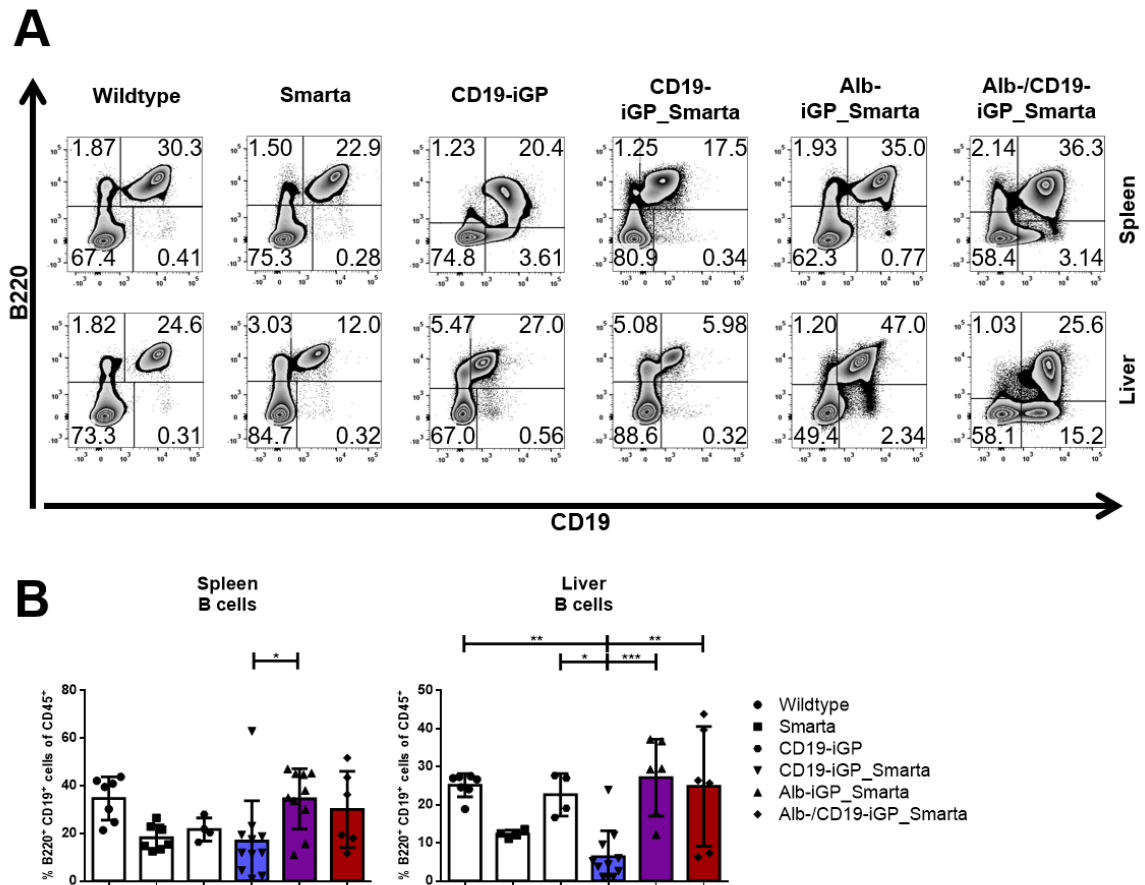 A
Wildtype
Smarta
CD19-iGP
CD19-
iGP_Smarta
Alb-
iGP_Smarta
Alb-/CD19-
iGP_Smarta
1.87 30.3
67.4 0.41
1.50 22.9
75.3 0.28
1.23 20.4
74.8 3.61
1.25 17.5
80.9 0.34
1.93 35.0
62.3 0.77
2.14 36.3
58.4 3.14
Spleen
1.82 24.6
73.3 0.31
3.03 12.0
84.7 0.32
5.47 27.0
67.0 0.56
5.08 5.98
88.6 0.32
1.20 47.0
49.4 2.34
1.03 25.6
58.1 15.2
Liver
B220
CD19
B
Spleen
B cells
% B220⁺ CD19⁺ cells of CD45⁺
80
60
40
20
0
*
Liver
B cells
% B220⁺ CD19⁺ cells of CD45⁺
50
40
30
20
10
0
** **
* ***
Wildtype
Smarta
CD19-iGP
CD19-iGP_Smarta
Alb-iGP_Smarta
Alb-/CD19-iGP_Smarta